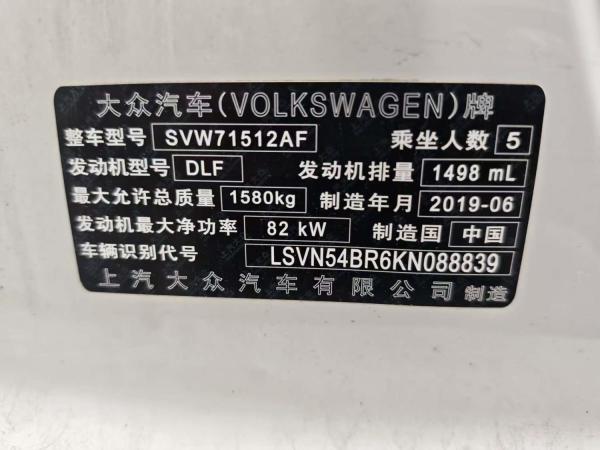 大众汽车(VOLKSWAGEN)牌
整车型号 SVW71512AF 乘坐人数 5
发动机型号 DLF 发动机排量 1498 mL
最大允许总质量 1580kg 制造年月 2019-06
发动机最大净功率 82 kW 制造国 中国
车辆识别代号 LSVN54BR6KN088839
上汽大众汽车有限公司 制造